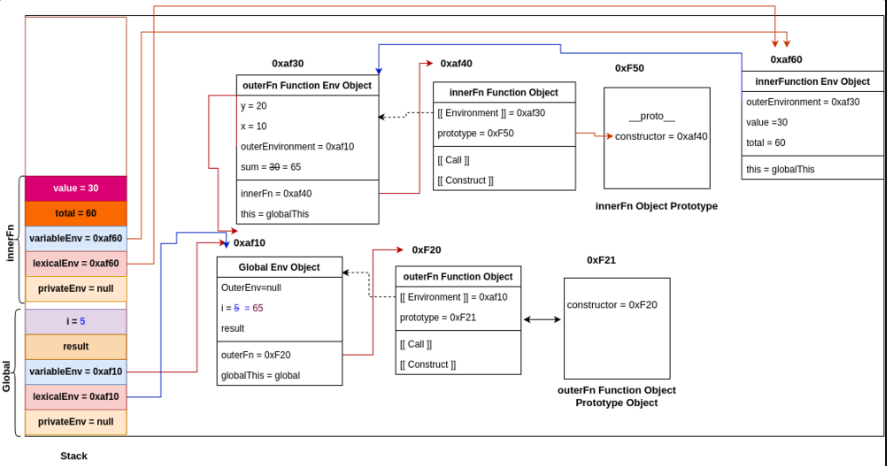 0xaf30
outerFn Function Env Object
y = 20
x = 10
outerEnvironment = 0xaf10
sum = 30 = 65
innerFn = 0xaf40
this = globalThis
0xaf40
innerFn Function Object
[[ Environment ]] = 0xaf30
prototype = 0xF50
[[ Call ]]
[[ Construct ]]
0xF50
__proto__
constructor = 0xaf40
innerFn Object Prototype
0xaf60
innerFunction Env Object
outerEnvironment = 0xaf30
value =30
total = 60
this = globalThis
innerFn
value = 30
total = 60
variableEnv = 0xaf60
lexicalEnv = 0xaf60
privateEnv = null
Global
i = 5
result
variableEnv = 0xaf10
lexicalEnv = 0xaf10
privateEnv = null
Stack
0xaf10
Global Env Object
OuterEnv=null
i = 5 = 65
result
outerFn = 0xF20
globalThis = global
0xF20
outerFn Function Object
[[ Environment ]] = 0xaf10
prototype = 0xF21
[[ Call ]]
[[ Construct ]]
0xF21
constructor = 0xF20
outerFn Function Object
Prototype Object